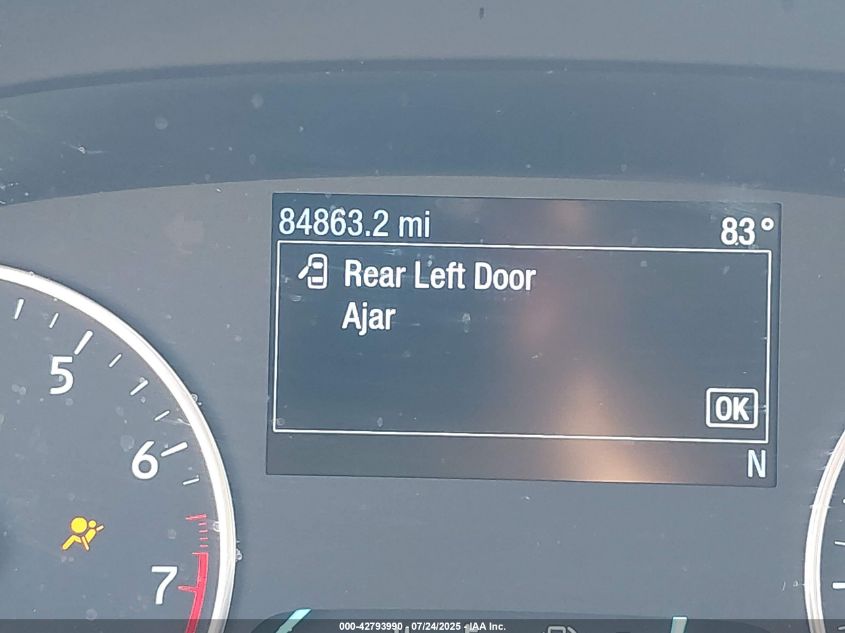 84863.2 mi
83°
Rear Left Door
Ajar
5
OK
6
N
7
000-42793990 - 07/24/2025 - IAA Inc.